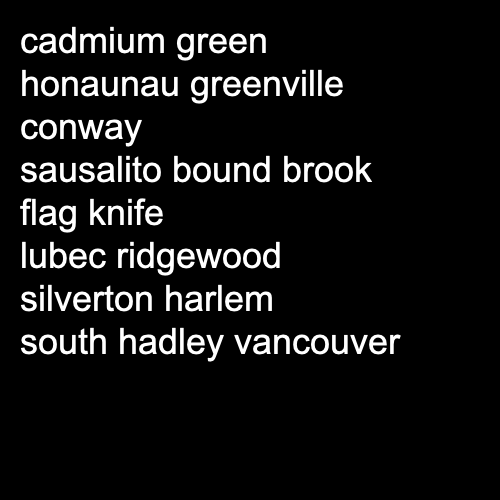 cadmium green
honaunau greenville
conway
sausalito bound brook
flag knife
lubec ridgewood
silverton harlem
south hadley vancouver